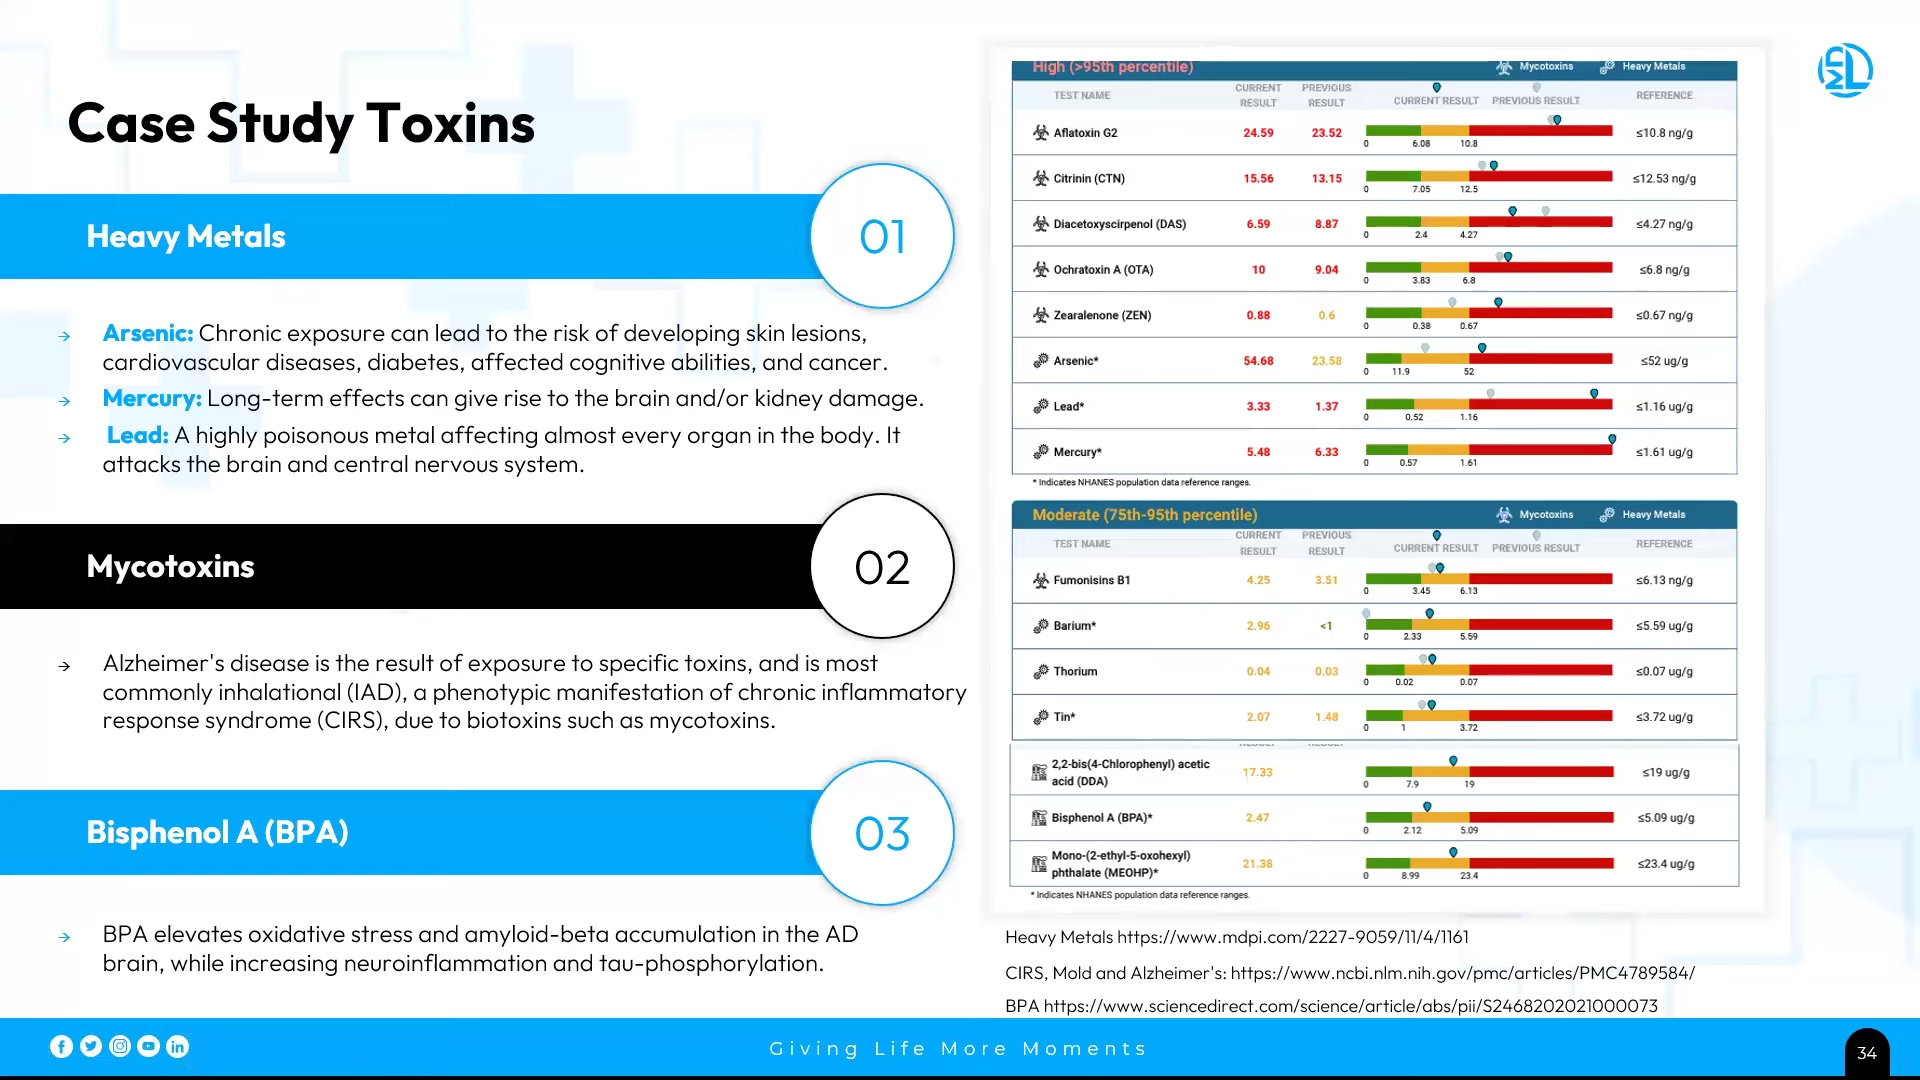 Case Study Toxins
Heavy Metals
01
Arsenic: Chronic exposure can lead to the risk of developing skin lesions,
cardiovascular diseases, diabetes, affected cognitive abilities, and cancer.
Mercury: Long-term effects can give rise to the brain and/or kidney damage.
Lead: A highly poisonous metal affecting almost every organ in the body. It
attacks the brain and central nervous system.
Mycotoxins
02
Alzheimer's disease is the result of exposure to specific toxins, and is most
commonly inhalational (IAD), a phenotypic manifestation of chronic inflammatory
response syndrome (CIRS), due to biotoxins such as mycotoxins.
Bisphenol A (BPA)
03
BPA elevates oxidative stress and amyloid-beta accumulation in the AD
brain, while increasing neuroinflammation and tau-phosphorylation.
High (>95th percentile) Mycotoxins Heavy Metals
TEST NAME CURRENT RESULT PREVIOUS RESULT CURRENT RESULT PREVIOUS RESULT REFERENCE
Aflatoxin G2 24.59 23.52 ≤10.8 ng/g
0 6.08 10.8
Citrinin (CTN) 15.56 13.15 ≤12.53 ng/g
0 7.05 12.5
Diacetoxyscirpenol (DAS) 6.59 8.87 ≤4.27 ng/g
0 2.4 4.27
Ochratoxin A (OTA) 10 9.04 ≤6.8 ng/g
0 3.83 6.8
Zearalenone (ZEN) 0.88 0.6 ≤0.67 ng/g
0 0.38 0.67
Arsenic* 54.68 23.58 ≤52 ug/g
0 11.9 52
Lead* 3.33 1.37 ≤1.16 ug/g
0 0.52 1.16
Mercury* 5.48 6.33 ≤1.61 ug/g
0 0.57 1.61
* Indicates NHANES population data reference ranges.
Moderate (75th-95th percentile) Mycotoxins Heavy Metals
TEST NAME CURRENT RESULT PREVIOUS RESULT CURRENT RESULT PREVIOUS RESULT REFERENCE
Fumonisins B1 4.25 3.51 ≤6.13 ng/g
0 3.45 6.13
Barium* 2.96 <1 ≤5.59 ug/g
0 2.33 5.59
Thorium 0.04 0.03 ≤0.07 ug/g
0 0.02 0.07
Tin* 2.07 1.48 ≤3.72 ug/g
0 1 3.72
2,2-bis(4-Chlorophenyl) acetic
acid (DDA) 17.33 ≤19 ug/g
0 7.9 19
Bisphenol A (BPA)* 2.47 ≤5.09 ug/g
0 2.12 5.09
Mono-(2-ethyl-5-oxohexyl)
phthalate (MEOHP)* 21.38 ≤23.4 ug/g
0 8.99 23.4
* Indicates NHANES population data reference ranges.
Heavy Metals https://www.mdpi.com/2227-9059/11/4/1161
CIRS, Mold and Alzheimer's: https://www.ncbi.nlm.nih.gov/pmc/articles/PMC4789584/
BPA https://www.sciencedirect.com/science/article/abs/pii/S2468202021000073
Giving Life More Moments
34